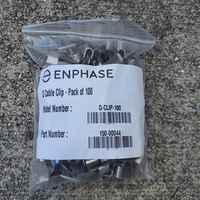 ENPHASE
Q Cable Clip - Pack of 100
Model Number : Q-CLIP-100
Part Number : 150-00044